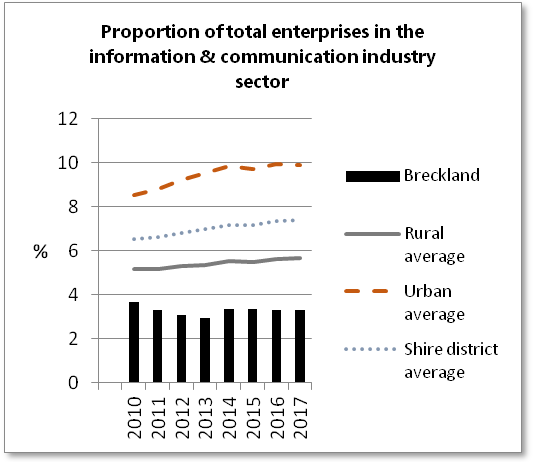 Proportion of total enterprises in the
information & communication industry
sector
12
10
8
6
4
2
0
%
2010
2011
2012
2013
2014
2015
2016
2017
Breckland
Rural
average
Urban
average
Shire district
average